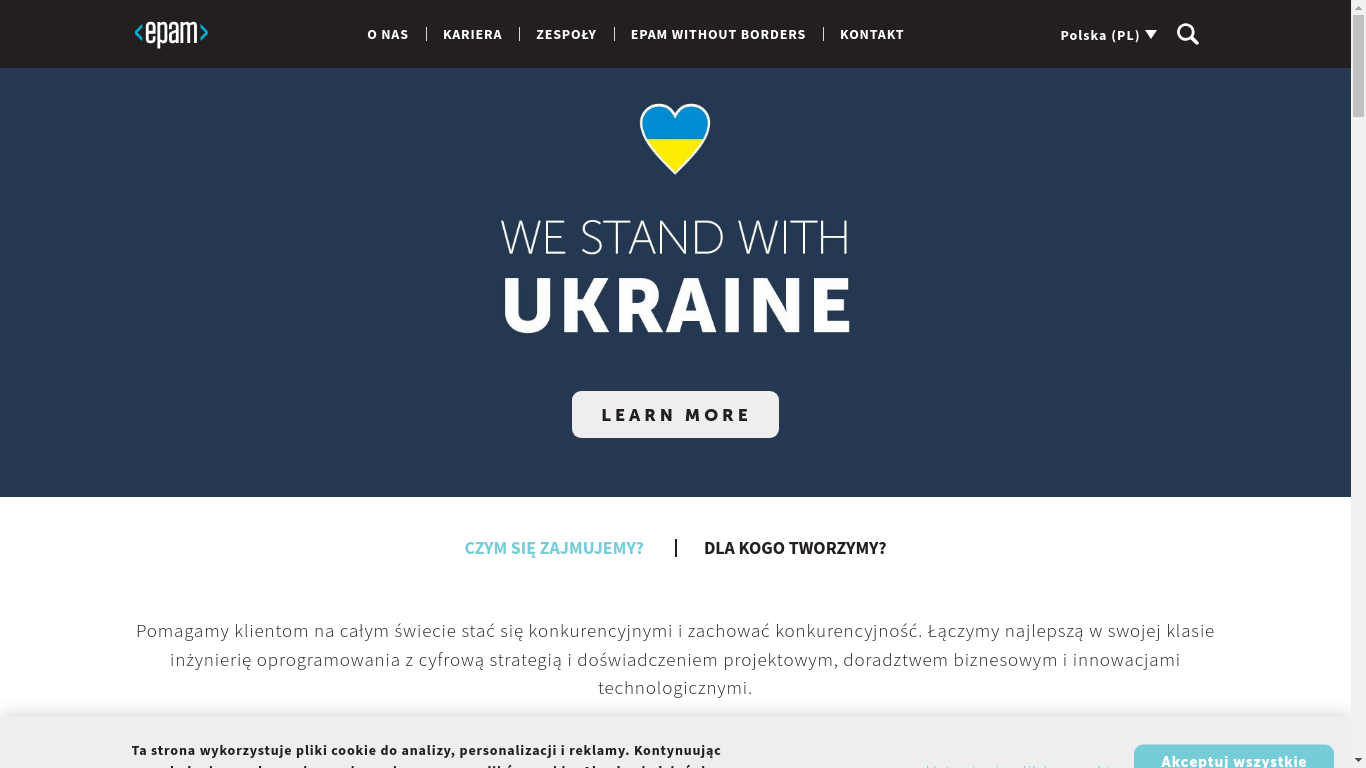 <epam>
O NAS
KARIERA
ZESPOŁY
EPAM WITHOUT BORDERS
KONTAKT
Polska (PL)
WE STAND WITH
UKRAINE
LEARN MORE
CZYM SIĘ ZAJMUJEMY?
DLA KOGO TWORZYMY?
Pomagamy klientom na całym świecie stać się konkurencyjnymi i zachować konkurencyjność. Łączymy najlepszą w swojej klasie
inżynierię oprogramowania z cyfrową strategią i doświadczeniem projektowym, doradztwem biznesowym i innowacjami
technologicznymi.
Ta strona wykorzystuje pliki cookie do analizy, personalizacji i reklamy. Kontynuując
Akceptuj wszystkie